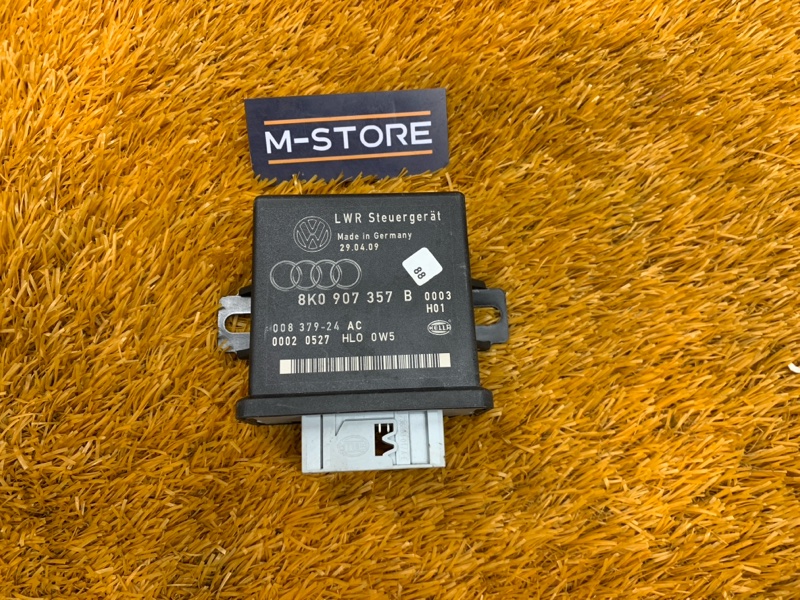 M-STORE
LWR Steuergerät
Made in Germany
29.04.09
88
8K0 907 357 B 0003
H01
008 379-24 AC
HELLA
0002 0527 HLO 0W5
HELLA